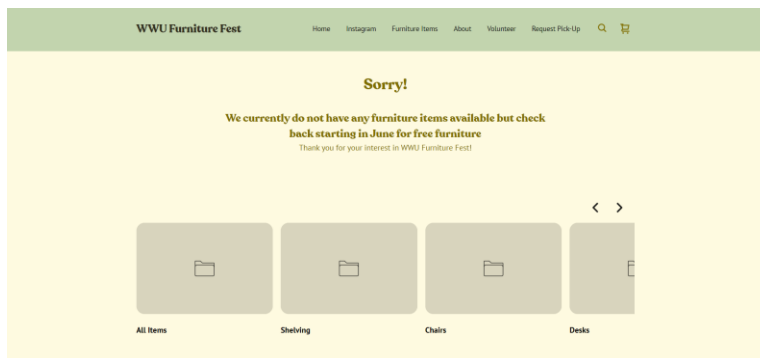 WWU Furniture Fest
Home Instagram Furniture Items About Volunteer Request Pick-Up
Sorry!
We currently do not have any furniture items available but check
back starting in June for free furniture
Thank you for your interest in WWU Furniture Fest!
All Items Shelving Chairs Desks